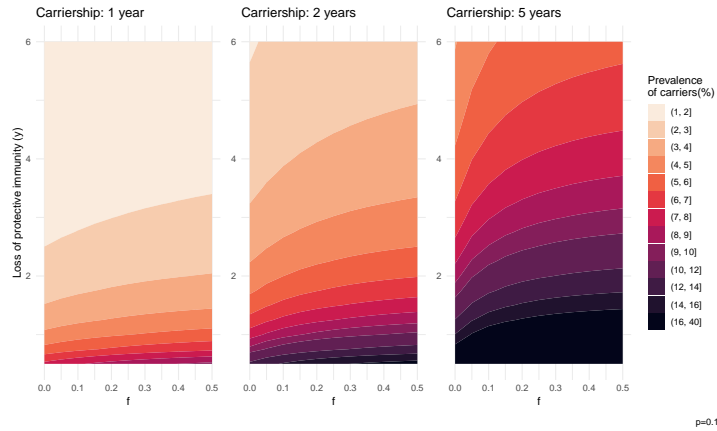 Carriership: 1 year
Carriership: 2 years
Carriership: 5 years
Loss of protective immunity (y)
6
4
2
0.0 0.1 0.2 0.3 0.4 0.5
f
6
4
2
0.0 0.1 0.2 0.3 0.4 0.5
f
6
4
2
0.0 0.1 0.2 0.3 0.4 0.5
f
Prevalence
of carriers(%)
(1, 2]
(2, 3]
(3, 4]
(4, 5]
(5, 6]
(6, 7]
(7, 8]
(8, 9]
(9, 10]
(10, 12]
(12, 14]
(14, 16]
(16, 40]
p=0.1